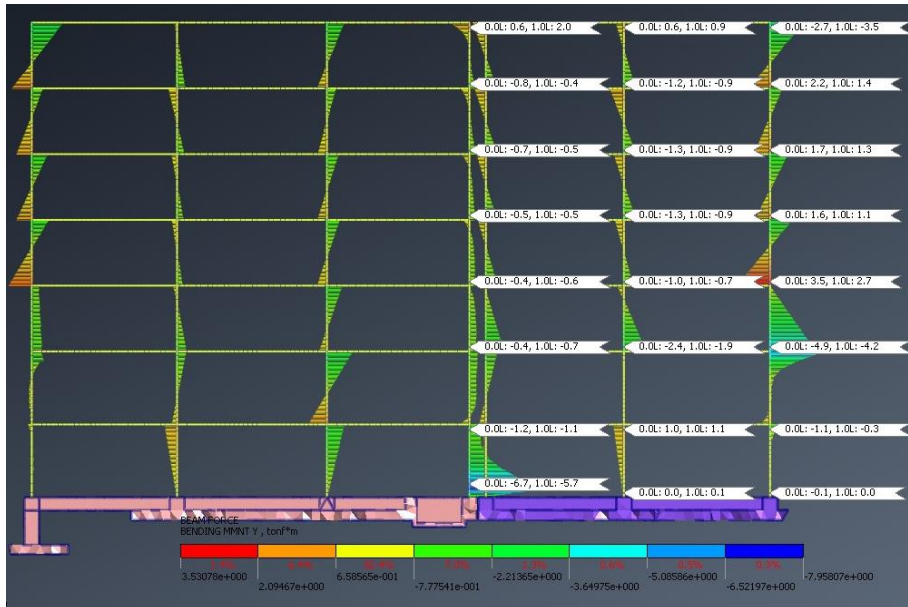 0.0L: 0.6, 1.0L: 2.0 0.0L: 0.6, 1.0L: 0.9 0.0L: -2.7, 1.0L: -3.5
0.0L: -0.8, 1.0L: -0.4 0.0L: -1.2, 1.0L: -0.9 0.0L: 2.2, 1.0L: 1.4
0.0L: -0.7, 1.0L: -0.5 0.0L: -1.3, 1.0L: -0.9 0.0L: 1.7, 1.0L: 1.3
0.0L: -0.5, 1.0L: -0.5 0.0L: -1.3, 1.0L: -0.9 0.0L: 1.6, 1.0L: 1.1
0.0L: -0.4, 1.0L: -0.6 0.0L: -1.0, 1.0L: -0.7 0.0L: 3.5, 1.0L: 2.7
0.0L: -0.4, 1.0L: -0.7 0.0L: -2.4, 1.0L: -1.9 0.0L: -4.9, 1.0L: -4.2
0.0L: -1.2, 1.0L: -1.1 0.0L: 1.0, 1.0L: 1.1 0.0L: -1.1, 1.0L: -0.3
0.0L: -6.7, 1.0L: -5.7
0.0L: 0.0, 1.0L: 0.1 0.0L: -0.1, 1.0L: 0.0
BEAM FORCE
BENDING MMNT Y , tonf*m
3.53078e+000 6.58565e-001 -2.21365e+000 -5.08586e+000 -7.95807e+000
2.09467e+000 -7.77541e-001 -3.64975e+000 -6.52197e+000